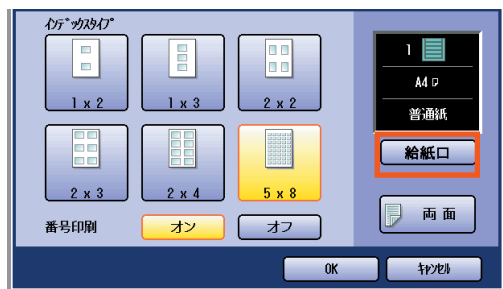 ｲﾝﾃﾞｯｸｽﾀｲﾌﾟ
1 x 2
1 x 3
2 x 2
2 x 3
2 x 4
5 x 8
番号印刷
オン
オフ
1
A4
普通紙
給紙口
両面
OK
ｷｬﾝｾﾙ